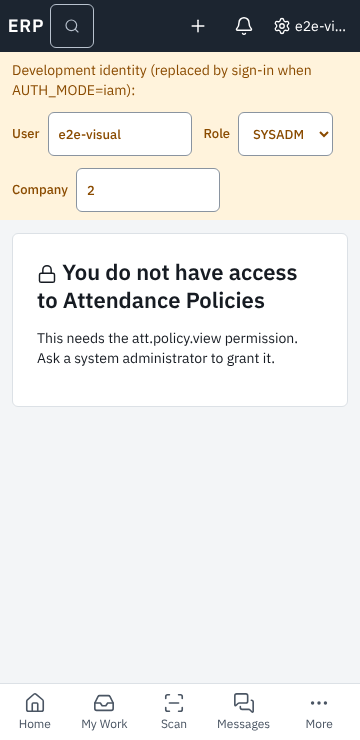 ERP
e2e-vi...
Development identity (replaced by sign-in when
AUTH_MODE=iam):
User e2e-visual Role SYSADM
Company 2
You do not have access
to Attendance Policies
This needs the att.policy.view permission.
Ask a system administrator to grant it.
Home My Work Scan Messages More